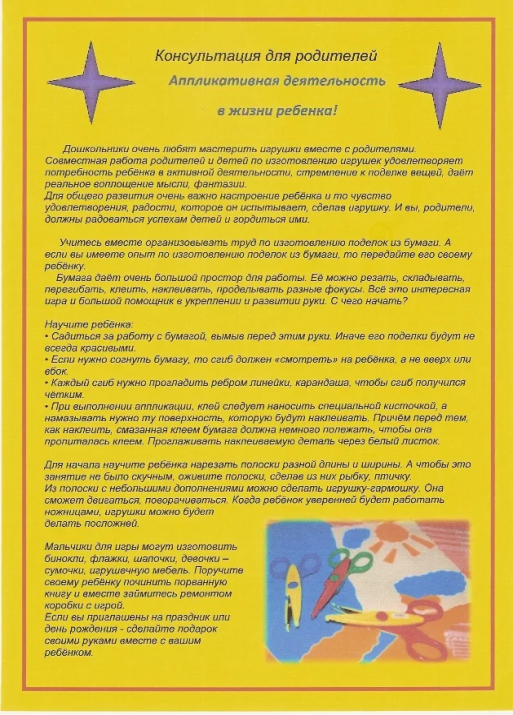 Консультация для родителей
Аппликативная деятельность
в жизни ребенка!
Дошкольники очень любят мастерить игрушки вместе с родителями.
Совместная работа родителей и детей по изготовлению игрушек удовлетворяет
потребность ребёнка в активной деятельности, стремление к поделке вещей, даёт
реальное воплощение мысли, фантазии.
Для общего развития очень важно настроение ребёнка и то чувство
удовлетворения, радости, которое он испытывает, сделав игрушку. И вы, родители,
должны радоваться успехам детей и гордиться ими.
Учитесь вместе организовывать труд по изготовлению поделок из бумаги. А
если вы имеете опыт по изготовлению поделок из бумаги, то передайте его своему
ребёнку.
Бумага даёт очень большой простор для работы. Её можно резать, складывать,
перегибать, клеить, наклеивать, проделывать разные фокусы. Всё это интересная
игра и большой помощник в укреплении и развитии руки. С чего начать?
Научите ребёнка:
• Садиться за работу с бумагой, вымыв перед этим руки. Иначе его поделки будут не
всегда красивыми.
• Если нужно согнуть бумагу, то сгиб должен «смотреть» на ребёнка, а не вверх или
вбок.
• Каждый сгиб нужно прогладить ребром линейки, карандаша, чтобы сгиб получился
чётким.
• При выполнении аппликации, клей следует наносить специальной кисточкой, а
намазывать нужно ту поверхность, которую будут наклеивать. Причём перед тем,
как наклеить, смазанная клеем бумага должна немного полежать, чтобы она
пропиталась клеем. Проглаживать наклеиваемую деталь через белый листок.
Для начала научите ребёнка нарезать полоски разной длины и ширины. А чтобы это
занятие не было скучным, оживите полоски, сделав из них рыбку, птичку.
Из полоски с небольшими дополнениями можно сделать игрушку-гармошку. Она
сможет двигаться, поворачиваться. Когда ребёнок уверенней будет работать
ножницами, игрушки можно будет
делать посложней.
Мальчики для игры могут изготовить
бинокли, флажки, шапочки, девочки –
сумочки, игрушечную мебель. Поручите
своему ребёнку починить порванную
книгу и вместе займитесь ремонтом
коробки с игрой.
Если вы приглашены на праздник или
день рождения - сделайте подарок
своими руками вместе с вашим
ребёнком.